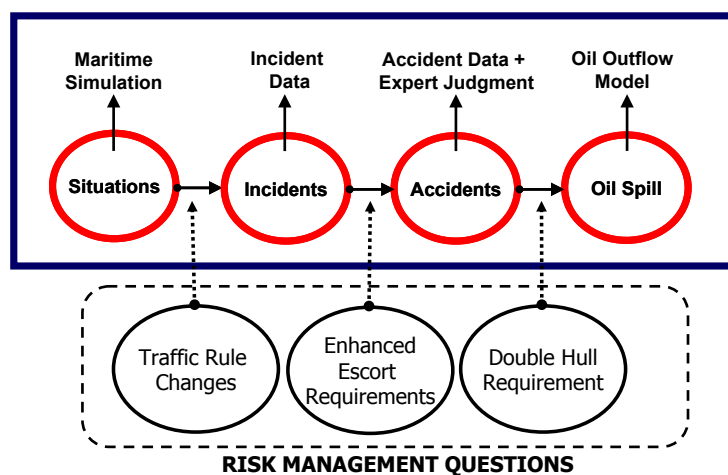 Maritime
Simulation
Incident
Data
Accident Data +
Expert Judgment
Oil Outflow
Model
Situations
Incidents
Accidents
Oil Spill
Traffic Rule
Changes
Enhanced
Escort
Requirements
Double Hull
Requirement
RISK MANAGEMENT QUESTIONS